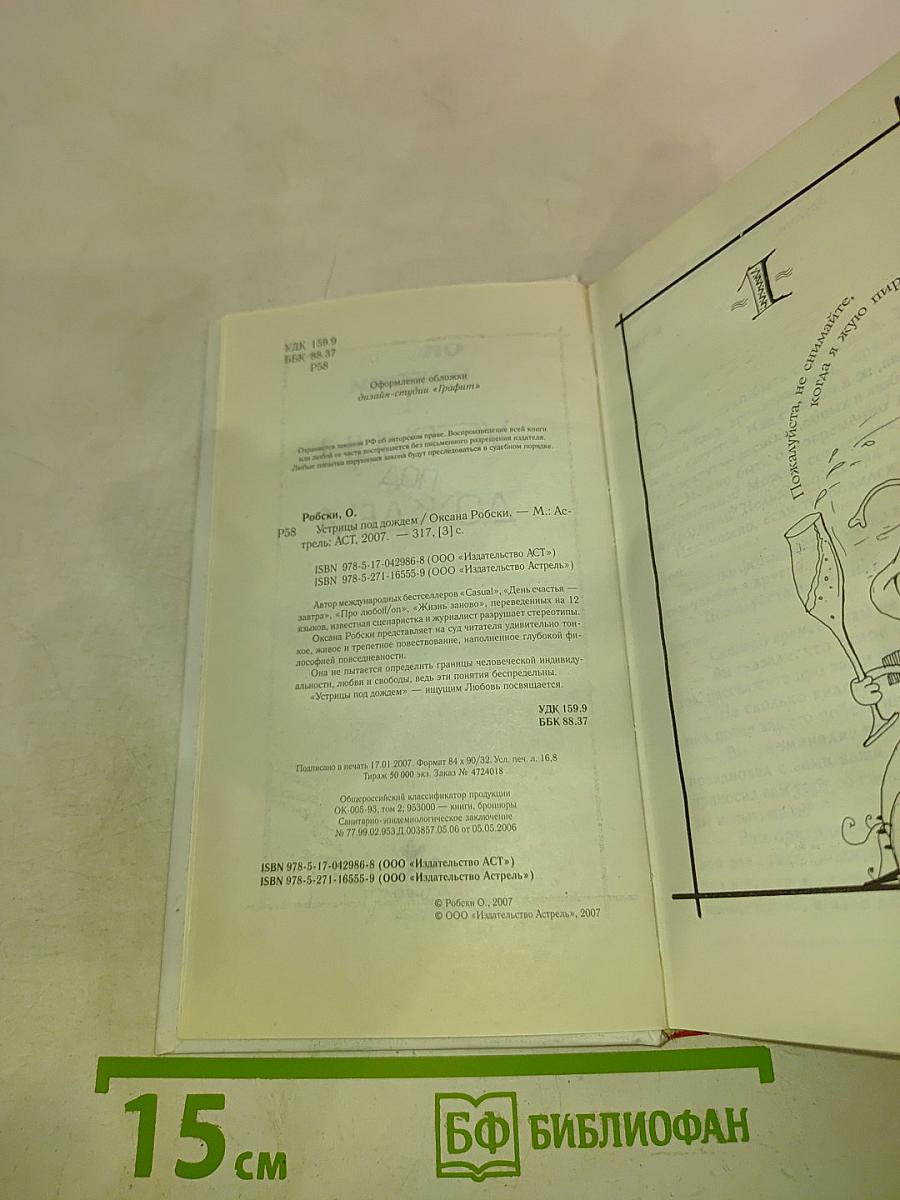 УДК 159.9
ББК 88.37
Р58
Оформление обложки
дизайн-студии «Графит»
Охраняется законом РФ об авторском праве. Воспроизведение всей книги
или любой ее части воспрещается без письменного разрешения издателя.
Любые попытки нарушения закона будут преследоваться в судебном порядке.
Робски, О.
Р58 Устрицы под дождем / Оксана Робски, — М.: Ас-
трель: АСТ, 2007. — 317, [3] с.
ISBN 978-5-17-042986-8 (ООО «Издательство АСТ»)
ISBN 978-5-271-16555-9 (ООО «Издательство Астрель»)
Автор международных бестселлеров «Casual», «День счастья —
завтра», «Про любоff/on», «Жизнь заново», переведенных на 12
языков, известная сценаристка и журналист разрушает стереотипы.
Оксана Робски представляет на суд читателя удивительно тон-
кое, живое и трепетное повествование, наполненное глубокой фи-
лософией повседневности.
Она не пытается определить границы человеческой индивиду-
альности, любви и свободы, ведь эти понятия беспредельны.
«Устрицы под дождем» — ищущим Любовь посвящается.
УДК 159.9
ББК 88.37
Подписано в печать 17.01.2007. Формат 84 х 90/32. Усл. печ. л. 16,8
Тираж 50 000 экз. Заказ № 4724018
Общероссийский классификатор продукции
ОК-005-93, том 2; 953000 — книги, брошюры
Санитарно-эпидемиологическое заключение
№ 77.99.02.953.Д.003857.05.06 от 05.05.2006
ISBN 978-5-17-042986-8 (ООО «Издательство АСТ»)
ISBN 978-5-271-16555-9 (ООО «Издательство Астрель»)
© Робски О., 2007
© ООО «Издательство Астрель», 2007
1
Пожалуйста, не снимайте,
когда я жую пир
15 см
БФ БИБЛИОФАН